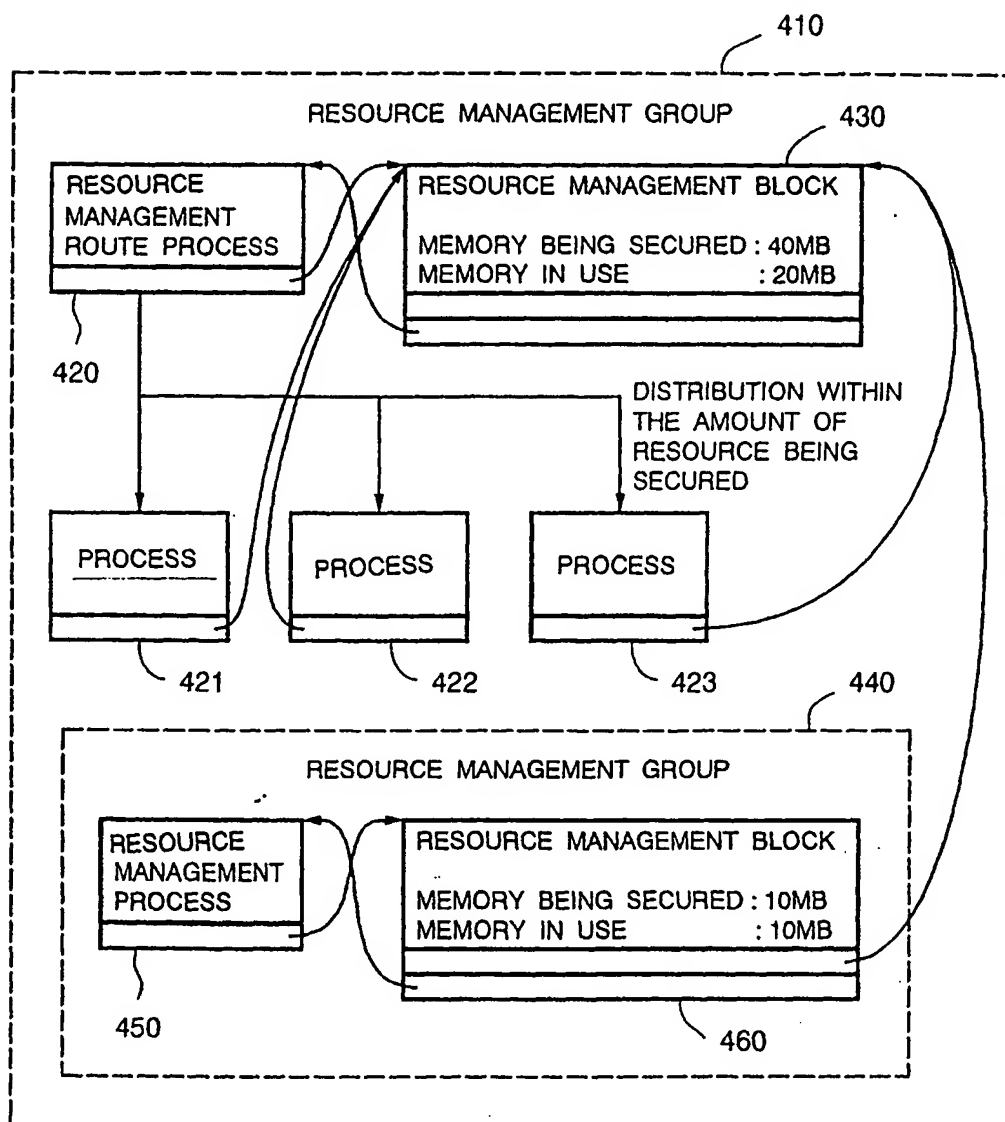 410
RESOURCE MANAGEMENT GROUP
430
RESOURCE
MANAGEMENT
ROUTE PROCESS
RESOURCE MANAGEMENT BLOCK
MEMORY BEING SECURED : 40MB
MEMORY IN USE : 20MB
420
DISTRIBUTION WITHIN
THE AMOUNT OF
RESOURCE BEING
SECURED
PROCESS
PROCESS
PROCESS
421
422
423
440
RESOURCE MANAGEMENT GROUP
RESOURCE
MANAGEMENT
PROCESS
RESOURCE MANAGEMENT BLOCK
MEMORY BEING SECURED : 10MB
MEMORY IN USE : 10MB
450
460